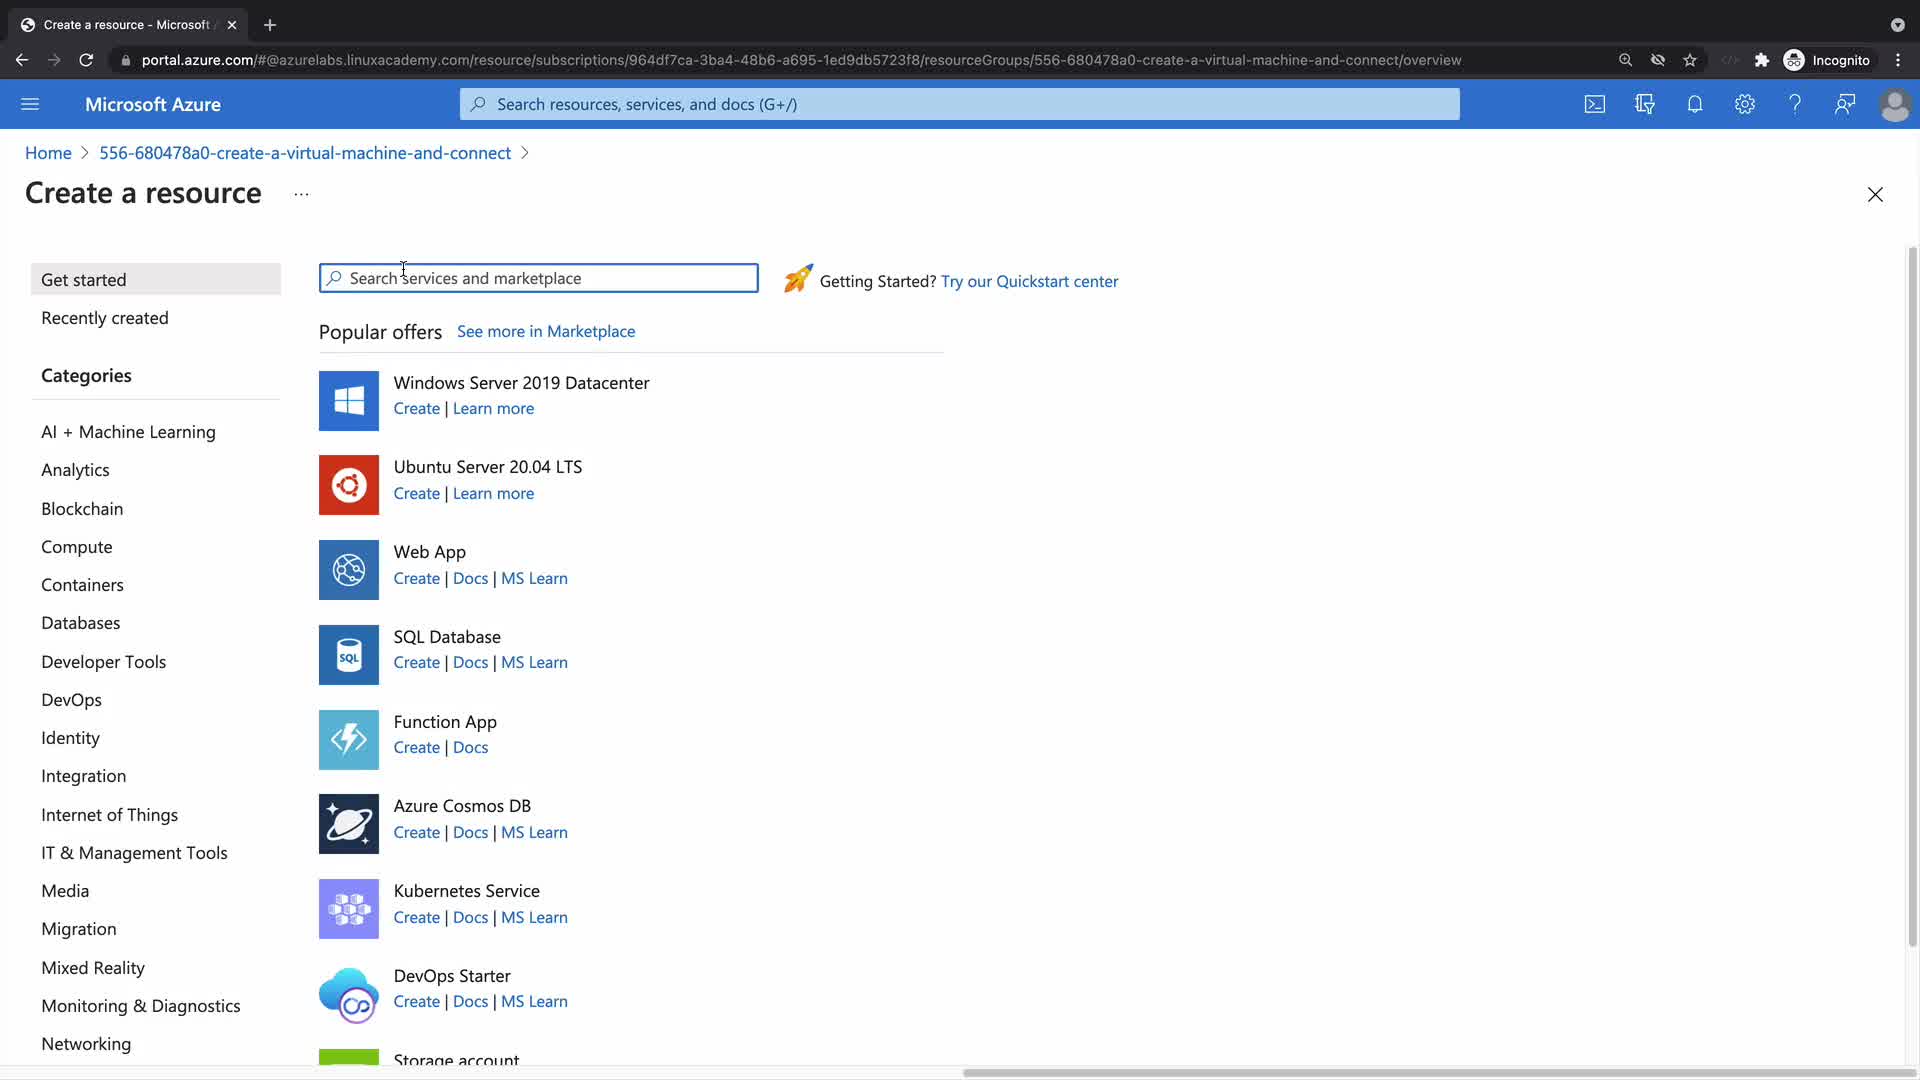 Create a resource - Microsoft
portal.azure.com/#@azurelabs.linuxacademy.com/resource/subscriptions/964df7ca-3ba4-48b6-a695-1ed9db5723f8/resourceGroups/556-680478a0-create-a-virtual-machine-and-connect/overview
Incognito
Microsoft Azure
Search resources, services, and docs (G+/)
Home > 556-680478a0-create-a-virtual-machine-and-connect >
Create a resource ...
Get started
Recently created
Categories
AI + Machine Learning
Analytics
Blockchain
Compute
Containers
Databases
Developer Tools
DevOps
Identity
Integration
Internet of Things
IT & Management Tools
Media
Migration
Mixed Reality
Monitoring & Diagnostics
Networking
Search services and marketplace
Getting Started? Try our Quickstart center
Popular offers See more in Marketplace
Windows Server 2019 Datacenter
Create | Learn more
Ubuntu Server 20.04 LTS
Create | Learn more
Web App
Create | Docs | MS Learn
SQL
SQL Database
Create | Docs | MS Learn
Function App
Create | Docs
Azure Cosmos DB
Create | Docs | MS Learn
Kubernetes Service
Create | Docs | MS Learn
DevOps Starter
Create | Docs | MS Learn
Storage account